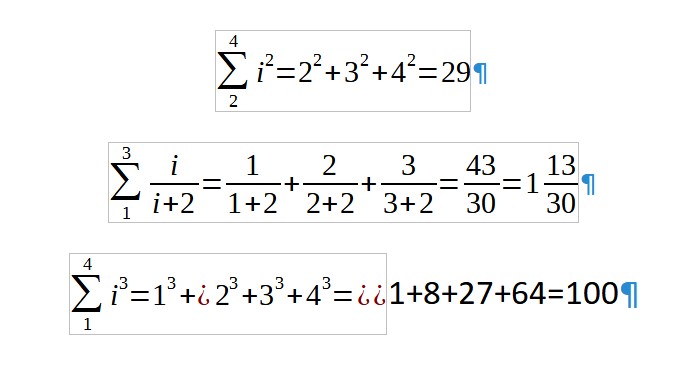 4
∑ i²=2²+3²+4²=29¶
2
3
∑ i/(i+2)=1/(1+2)+2/(2+2)+3/(3+2)=43/30=1 13/30¶
1
4
∑ i³=1³+¿2³+3³+4³=¿¿1+8+27+64=100¶
1